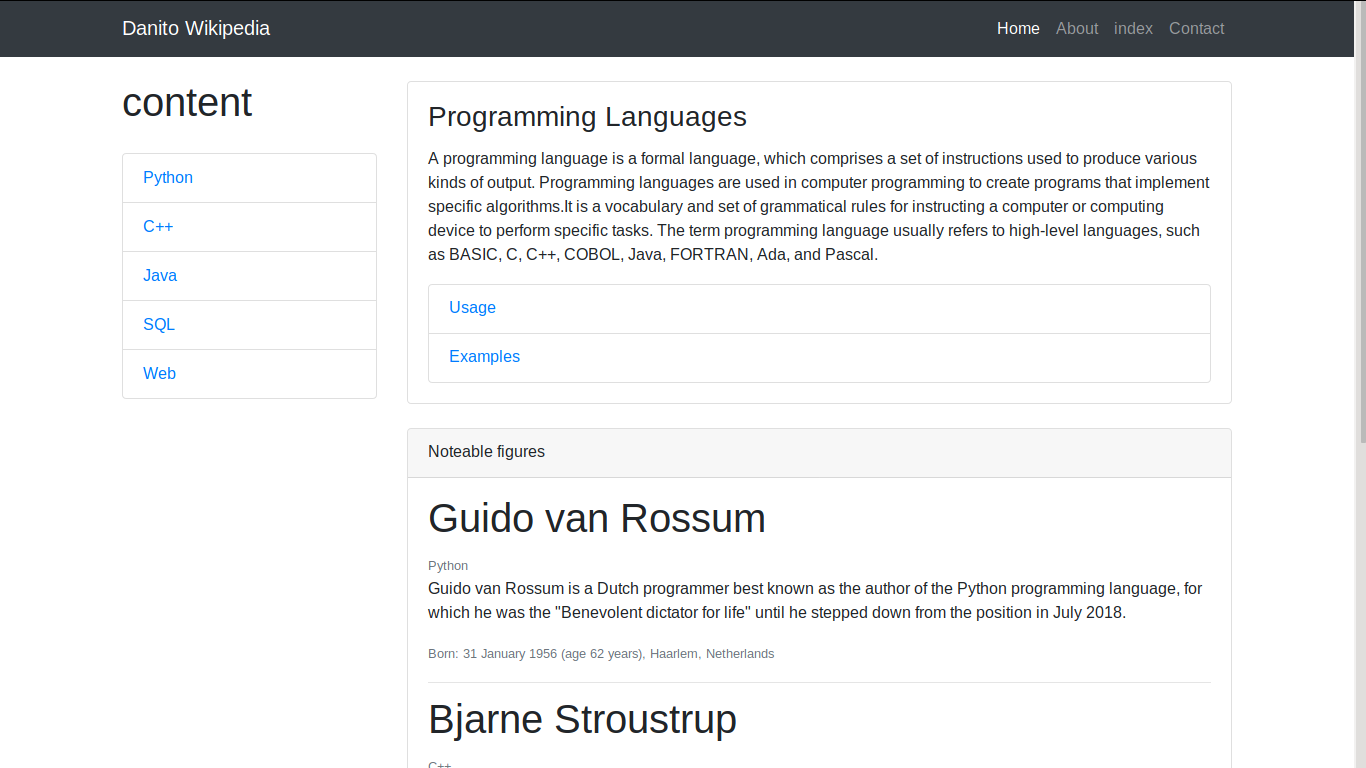 Danito Wikipedia
Home About index Contact
content
Python
C++
Java
SQL
Web
Programming Languages
A programming language is a formal language, which comprises a set of instructions used to produce various
kinds of output. Programming languages are used in computer programming to create programs that implement
specific algorithms.It is a vocabulary and set of grammatical rules for instructing a computer or computing
device to perform specific tasks. The term programming language usually refers to high-level languages, such
as BASIC, C, C++, COBOL, Java, FORTRAN, Ada, and Pascal.
Usage
Examples
Noteable figures
Guido van Rossum
Python
Guido van Rossum is a Dutch programmer best known as the author of the Python programming language, for
which he was the "Benevolent dictator for life" until he stepped down from the position in July 2018.
Born: 31 January 1956 (age 62 years), Haarlem, Netherlands
Bjarne Stroustrup
C++